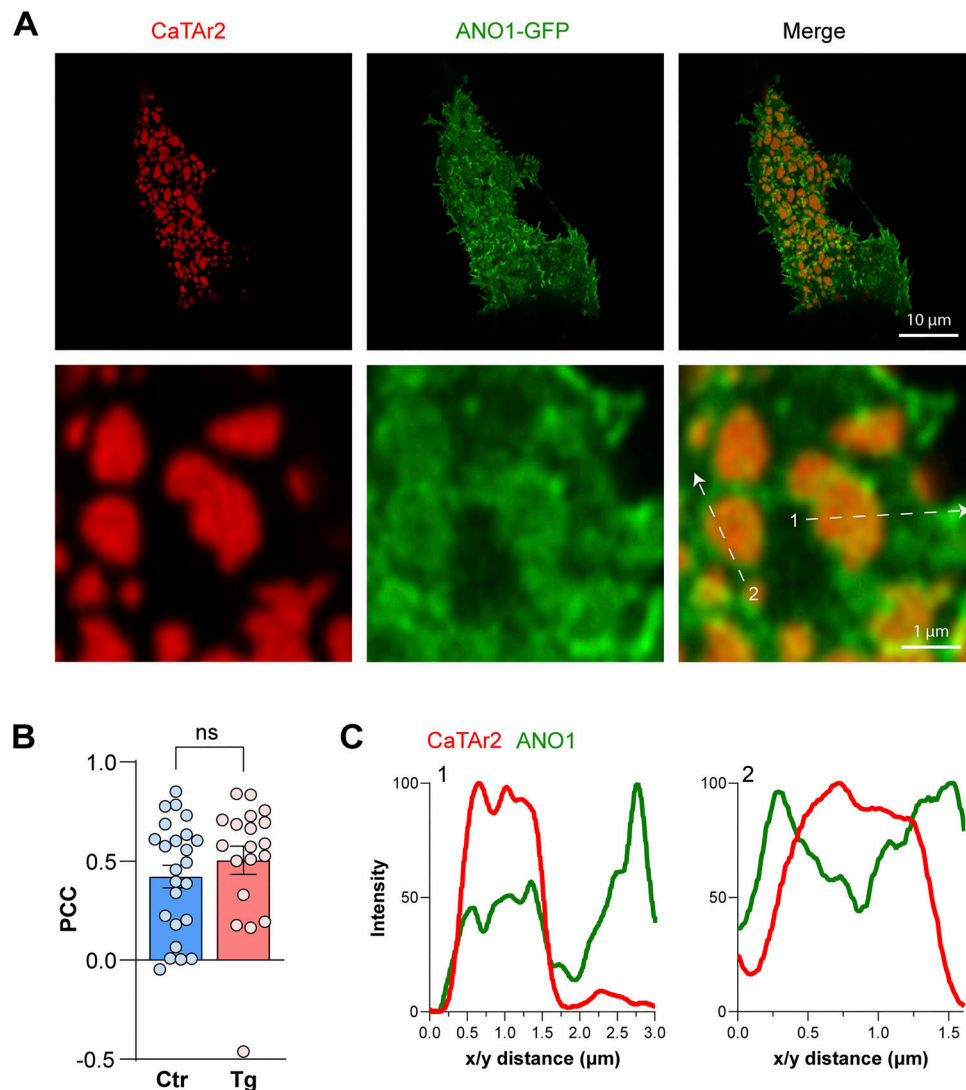 A
CaTAr2 ANO1-GFP Merge
10 µm
1
2
1 µm
B
ns
1.0
0.5
0.0
-0.5
PCC
Ctr Tg
C
CaTAr2 ANO1
1
100
50
0
Intensity
0.0 0.5 1.0 1.5 2.0 2.5 3.0
x/y distance (µm)
2
100
50
0
0.0 0.5 1.0 1.5
x/y distance (µm)